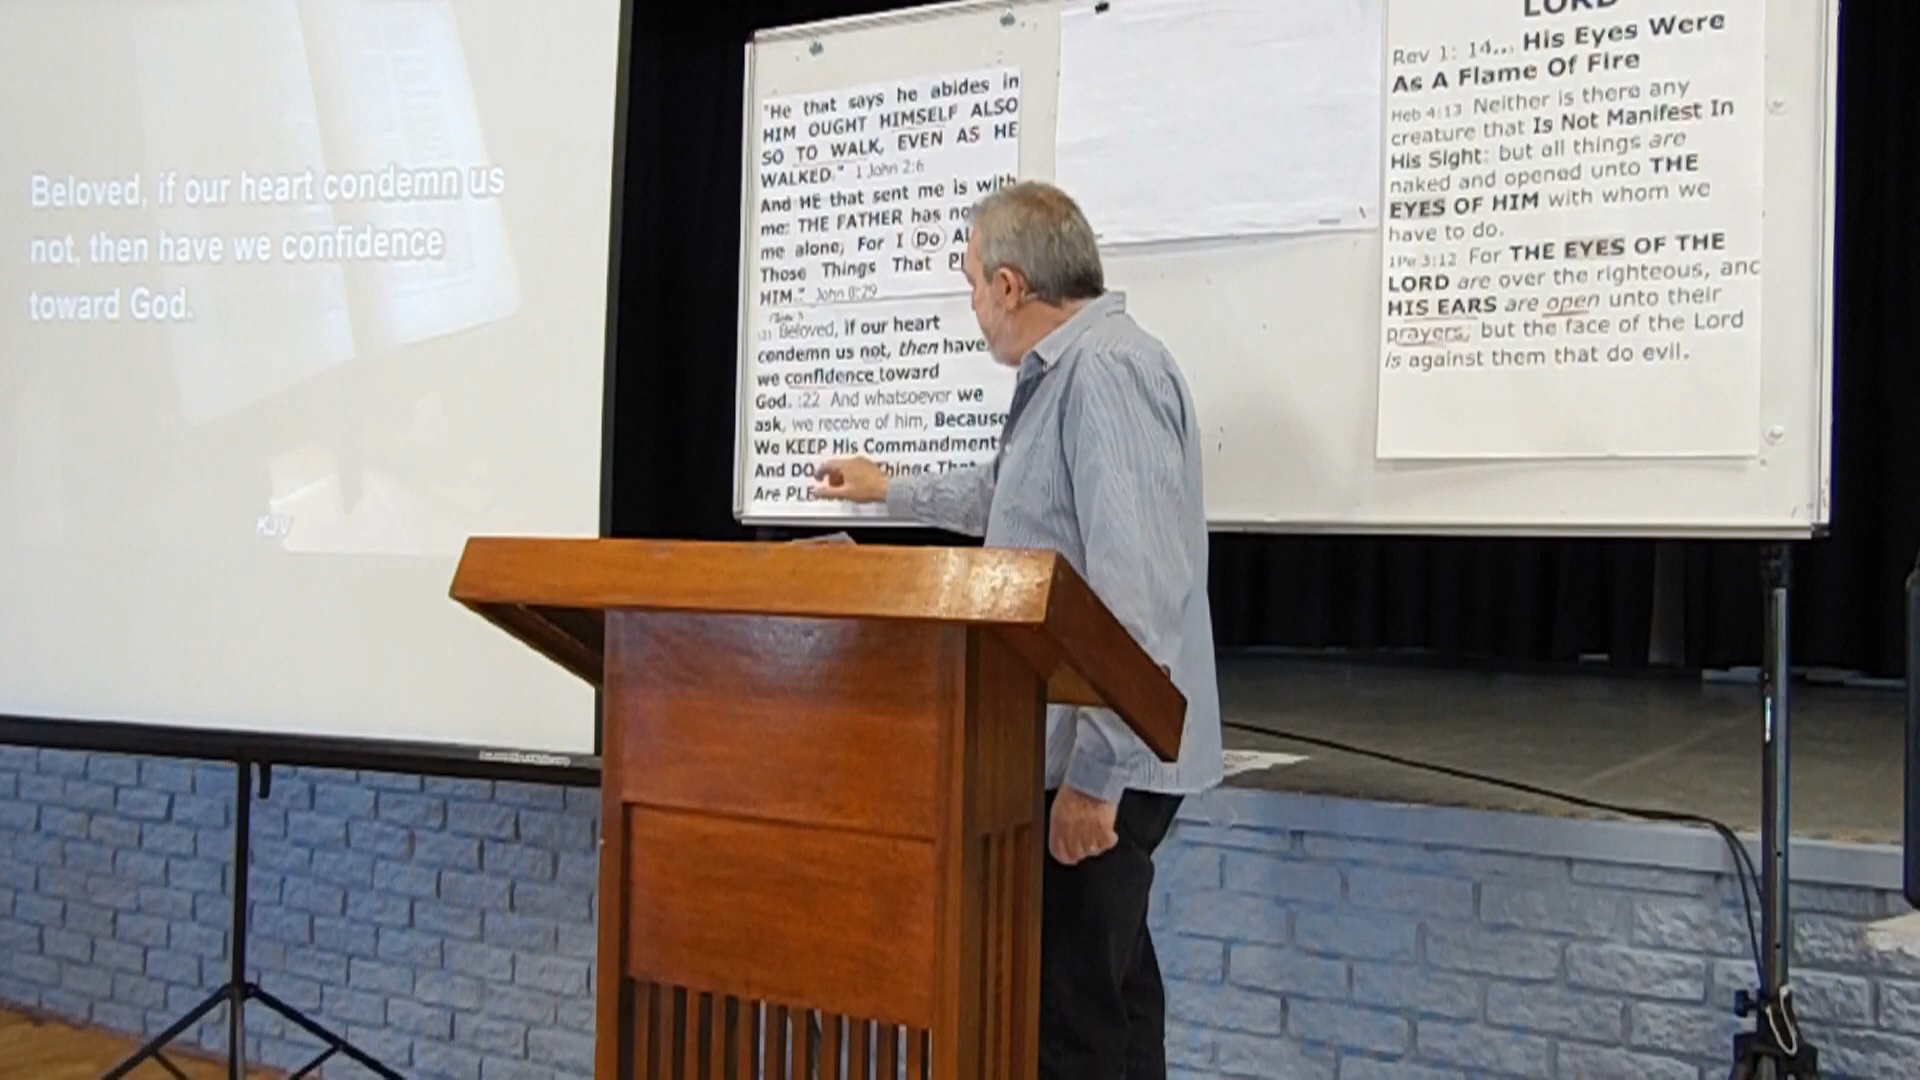 Beloved, if our heart condemn us
not, then have we confidence
toward God.
KJV
"He that says he abides in
HIM OUGHT HIMSELF ALSO
SO TO WALK, EVEN AS HE
WALKED." 1 John 2:6
And HE that sent me is with
me: THE FATHER has no
me alone, For I Do
Those Things That
HIM." John 8:29
:21 Beloved, if our heart
condemn us not, then have
we confidence toward
God. :22 And whatsoever we
ask, we receive of him, Because
We KEEP His Commandment
And DO Things That
Are
LORD
Rev 1: 14... His Eyes Were
As A Flame Of Fire
Heb 4:13 Neither is there any
creature that Is Not Manifest In
His Sight: but all things are
naked and opened unto THE
EYES OF HIM with whom we
have to do.
1Pe 3:12 For THE EYES OF THE
LORD are over the righteous, and
HIS EARS are open unto their
prayers, but the face of the Lord
is against them that do evil.